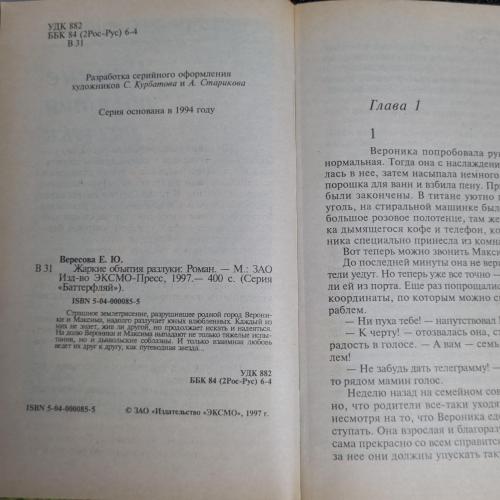 УДК 882
ББК 84 (2Рос-Рус) 6-4
В 31
Разработка серийного оформления
художников С. Курбатова и А. Старикова
Серия основана в 1994 году
Вересова Е. Ю.
В 31 Жаркие объятия разлуки: Роман. — М.: ЗАО
Изд-во ЭКСМО-Пресс, 1997.— 400 с. (Серия
«Баттерфляй»).
ISBN 5-04-000085-5
Страшное землетрясение, разрушившее родной город Верони-
ки и Максима, надолго разлучает юных влюбленных. Каждый из
них не знает, жив ли другой, но продолжает искать и надеяться.
На долю Вероники и Максима выпадают не только тяжелые испы-
тания, но и дьявольские соблазны. И только взаимная любовь
ведет их друг к другу, как путеводная звезда...
УДК 882
ББК 84 (2Рос-Рус) 6-4
ISBN 5-04-000085-5
© ЗАО «Издательство «ЭКСМО», 1997 г.
Глава 1
1
Вероника попробовала ру
нормальная. Тогда она с наслаждени
лась в нее, затем насыпала немного
порошка для ванн и взбила пену. Пр
были закончены. В титане уютно п
уголь, на стиральной машинке был
большое розовое полотенце, там же
ка дымящегося кофе и телефон, ко
ника специально принесла из комна
Вот теперь можно звонить Макси
До последней минуты она не вери
тели уедут. Но теперь уже все точно —
ли ей из порта. Еще раз попрощалис
координаты, по которым можно с
раблем.
— Ни пуха тебе! — напутствовал
— К черту! — отозвалась она, с
радость в голосе. — А вам — семь
лем!
— Не забудь дать телеграмму! —
то рядом мамин голос.
Неделю назад на семейном сов
но, что родители все-таки уходя
несмотря на то, что Вероника едо
ступать. Она взрослая и благораз
сама прекрасно со всем справится
за нее они должны упускать так